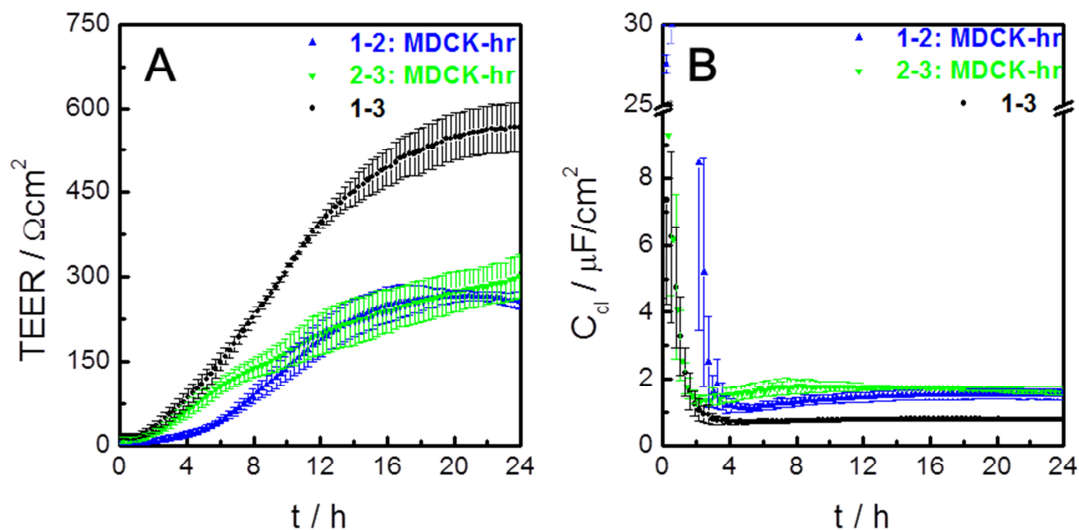 A
1-2: MDCK-hr
2-3: MDCK-hr
1-3
TEER / Ωcm²
750
600
450
300
150
0
0 4 8 12 16 20 24
t / h
B
1-2: MDCK-hr
2-3: MDCK-hr
1-3
C_cl / μF/cm²
30
25
8
6
4
2
0
0 4 8 12 16 20 24
t / h